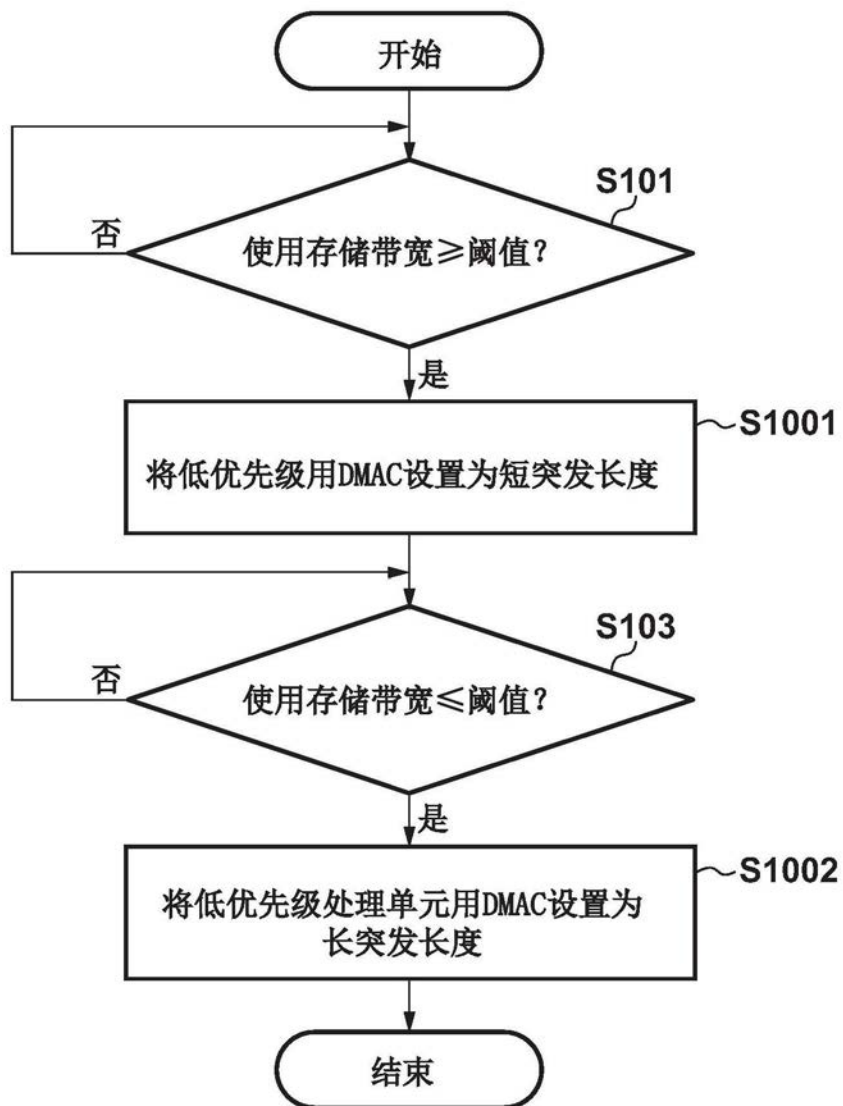 开始
S101
否
使用存储带宽≥阈值？
是
S1001
将低优先级用DMAC设置为短突发长度
S103
否
使用存储带宽≤阈值？
是
S1002
将低优先级处理单元用DMAC设置为
长突发长度
结束